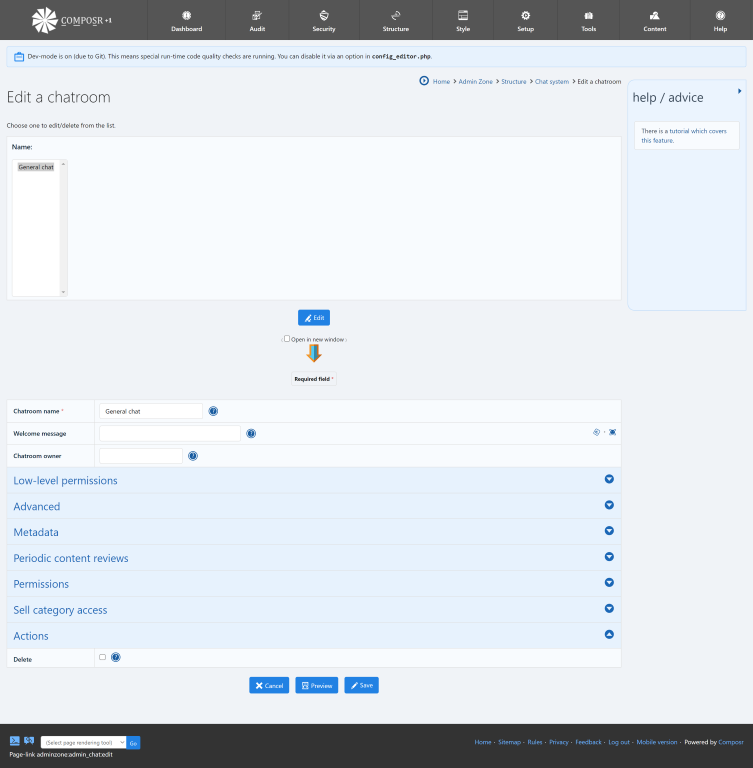 COMPOSR +1
Dashboard
Audit
Security
Structure
Style
Setup
Tools
Content
Help
Dev-mode is on (due to Git). This means special run-time code quality checks are running. You can disable it via an option in config_editor.php.
Home > Admin Zone > Structure > Chat system > Edit a chatroom
Edit a chatroom
help / advice
There is a tutorial which covers
this feature.
Choose one to edit/delete from the list.
Name:
General chat
Edit
: Open in new window :
Required field *
Chatroom name * General chat
Welcome message
Chatroom owner
Low-level permissions
Advanced
Metadata
Periodic content reviews
Permissions
Sell category access
Actions
Delete
Cancel
Preview
Save
(Select page rendering tool) Go
Page-link adminzone:admin_chat:edit
Home · Sitemap · Rules · Privacy · Feedback · Log out · Mobile version · Powered by Composr